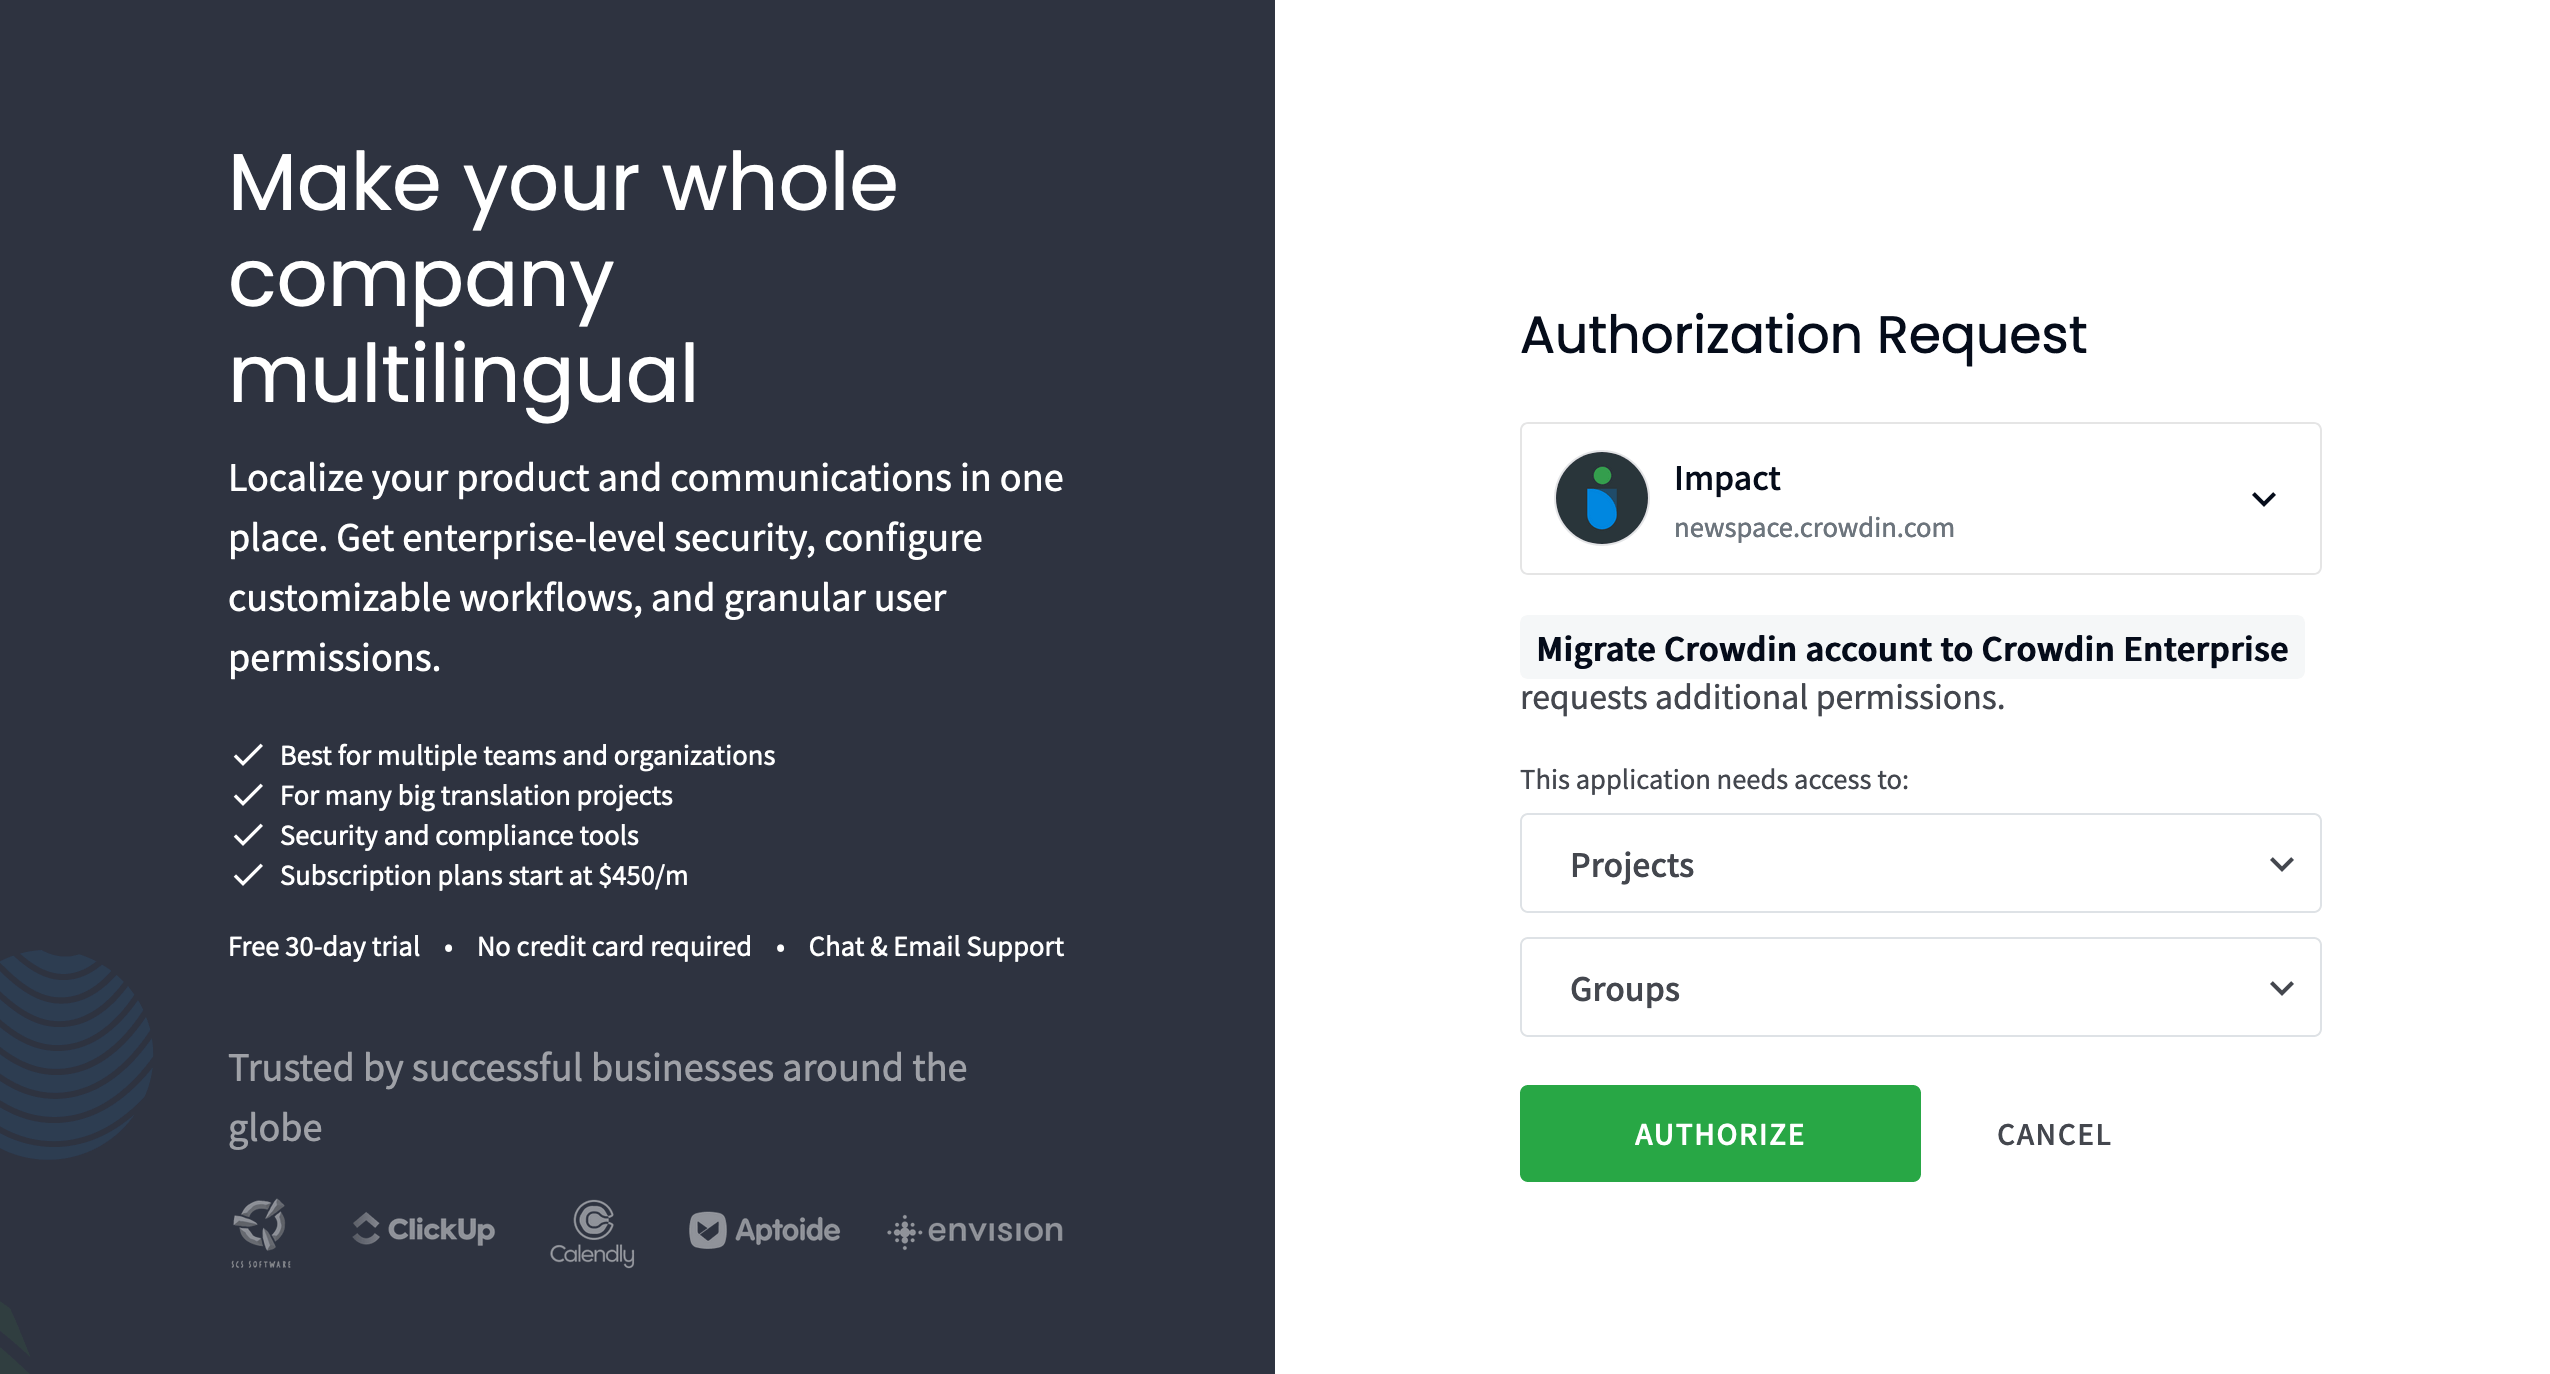 Make your whole
company
multilingual
Localize your product and communications in one
place. Get enterprise-level security, configure
customizable workflows, and granular user
permissions.
Best for multiple teams and organizations
For many big translation projects
Security and compliance tools
Subscription plans start at $450/m
Free 30-day trial • No credit card required • Chat & Email Support
Trusted by successful businesses around the
globe
SCS SOFTWARE
ClickUp
Calendly
Aptoide
envision
Authorization Request
Impact
newspace.crowdin.com
Migrate Crowdin account to Crowdin Enterprise
requests additional permissions.
This application needs access to:
Projects
Groups
AUTHORIZE
CANCEL